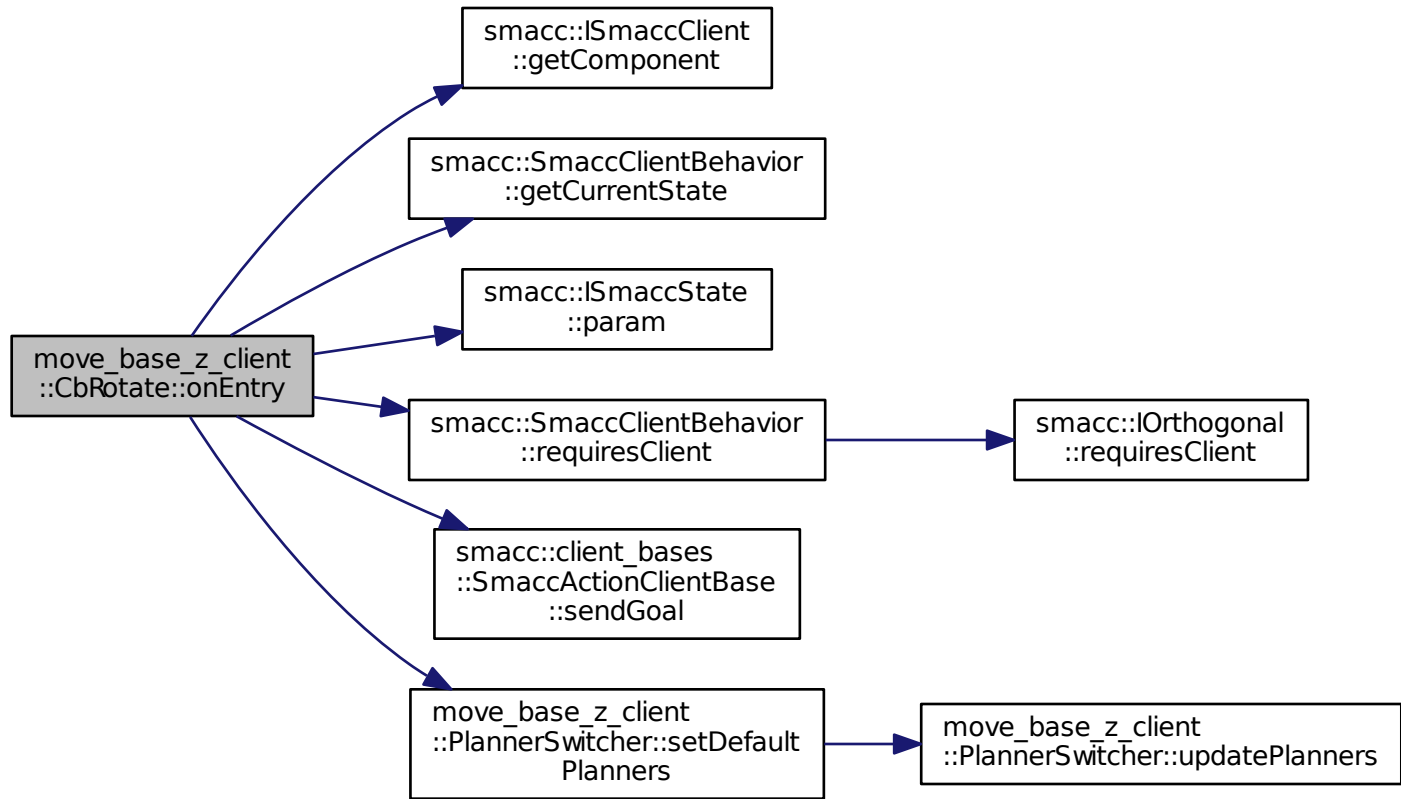 smacc::ISmaccClient
::getComponent
smacc::SmaccClientBehavior
::getCurrentState
smacc::ISmaccState
::param
move_base_z_client
::CbRotate::onEntry
smacc::SmaccClientBehavior
::requiresClient
smacc::IOrthogonal
::requiresClient
smacc::client_bases
::SmaccActionClientBase
::sendGoal
move_base_z_client
::PlannerSwitcher::setDefault
Planners
move_base_z_client
::PlannerSwitcher::updatePlanners